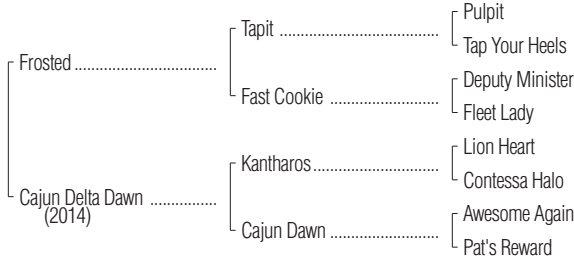 Pulpit
Tapit
Tap Your Heels
Frosted
Deputy Minister
Fast Cookie
Fleet Lady
Lion Heart
Kantharos
Contessa Halo
Cajun Delta Dawn
(2014)
Awesome Again
Cajun Dawn
Pat's Reward